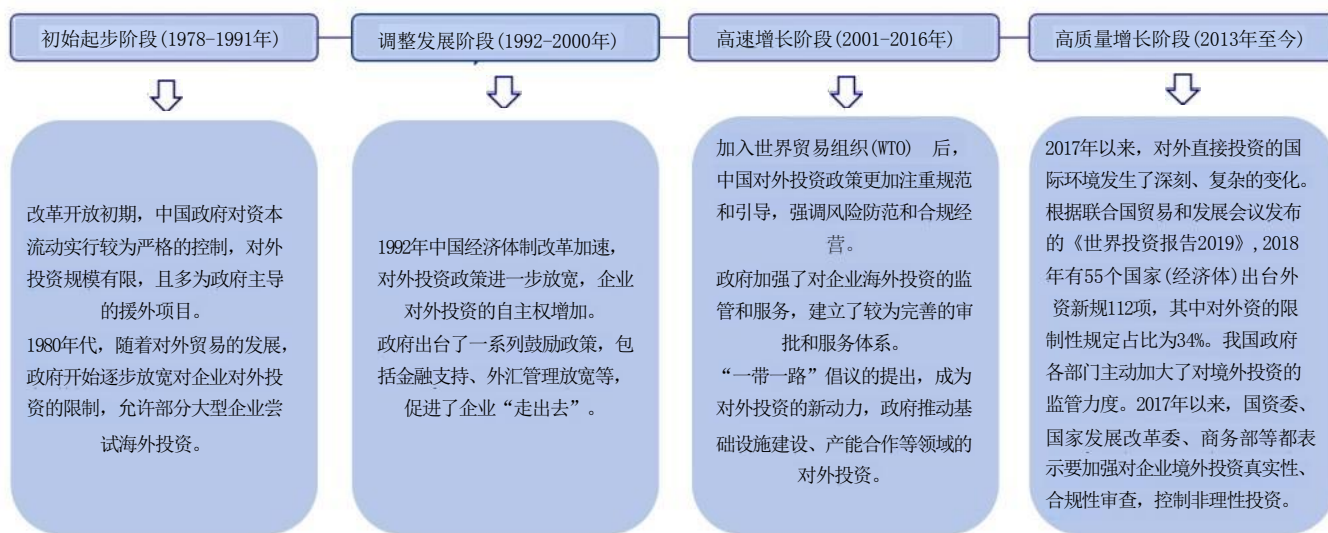 初始起步阶段(1978-1991年)
调整发展阶段(1992-2000年)
高速增长阶段(2001-2016年)
高质量增长阶段(2013年至今)
改革开放初期，中国政府对资本
流动实行较为严格的控制，对外
投资规模有限，且多为政府主导
的援外项目。
1980年代，随着对外贸易的发展，
政府开始逐步放宽对企业对外投
资的限制，允许部分大型企业尝
试海外投资。
1992年中国经济体制改革加速，
对外投资政策进一步放宽，企业
对外投资的自主权增加。
政府出台了一系列鼓励政策，包
括金融支持、外汇管理放宽等，
促进了企业“走出去”。
加入世界贸易组织(WTO) 后，
中国对外投资政策更加注重规范
和引导，强调风险防范和合规经
营。
政府加强了对企业海外投资的监
管和服务，建立了较为完善的审
批和服务体系。
“一带一路”倡议的提出，成为
对外投资的新动力，政府推动基
础设施建设、产能合作等领域的
对外投资。
2017年以来，对外直接投资的国
际环境发生了深刻、复杂的变化。
根据联合国贸易和发展会议发布
的《世界投资报告2019》,2018
年有55个国家(经济体)出台外
资新规112项，其中对外资的限
制性规定占比为34%。我国政府
各部门主动加大了对境外投资的
监管力度。2017年以来，国资委、
国家发展改革委、商务部等都表
示要加强对企业境外投资真实性、
合规性审查，控制非理性投资。